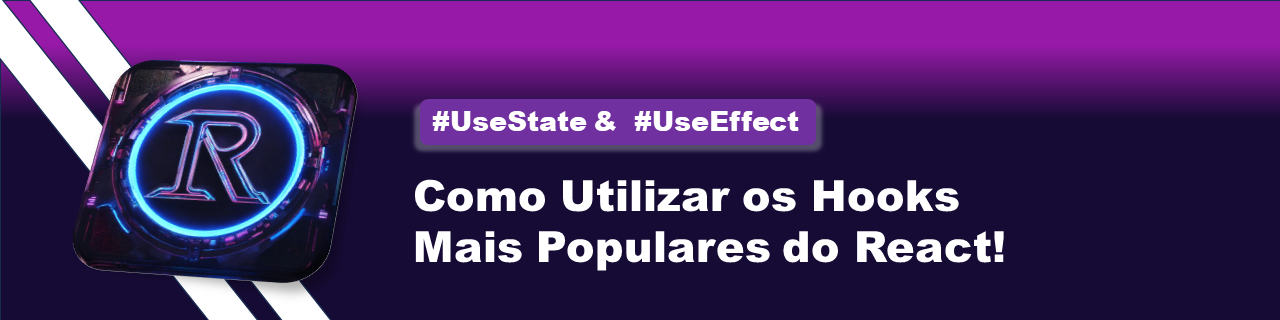 R
#UseState & #UseEffect
Como Utilizar os Hooks
Mais Populares do React!